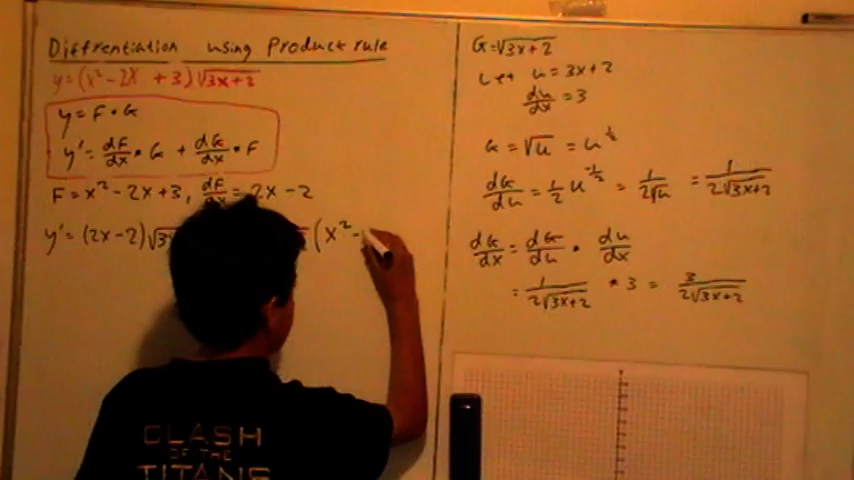 Diffrentiation using Product rule
y=(x²-2x +3)√3x+2
y = F • G
y' = dF/dx • G + dG/dx • F
F = x² - 2x + 3, dF/dx = 2x - 2
y' = (2x - 2)√3 (x² -
G = √3x+2
Let u = 3x+2
du/dx = 3
G = √u = u^½
dG/du = ½ u^-½ = 1/2√u = 1/2√3x+2
dG/dx = dG/du • du/dx
= 1/2√3x+2 • 3 = 3/2√3x+2
CLASH
OF THE
TITANS